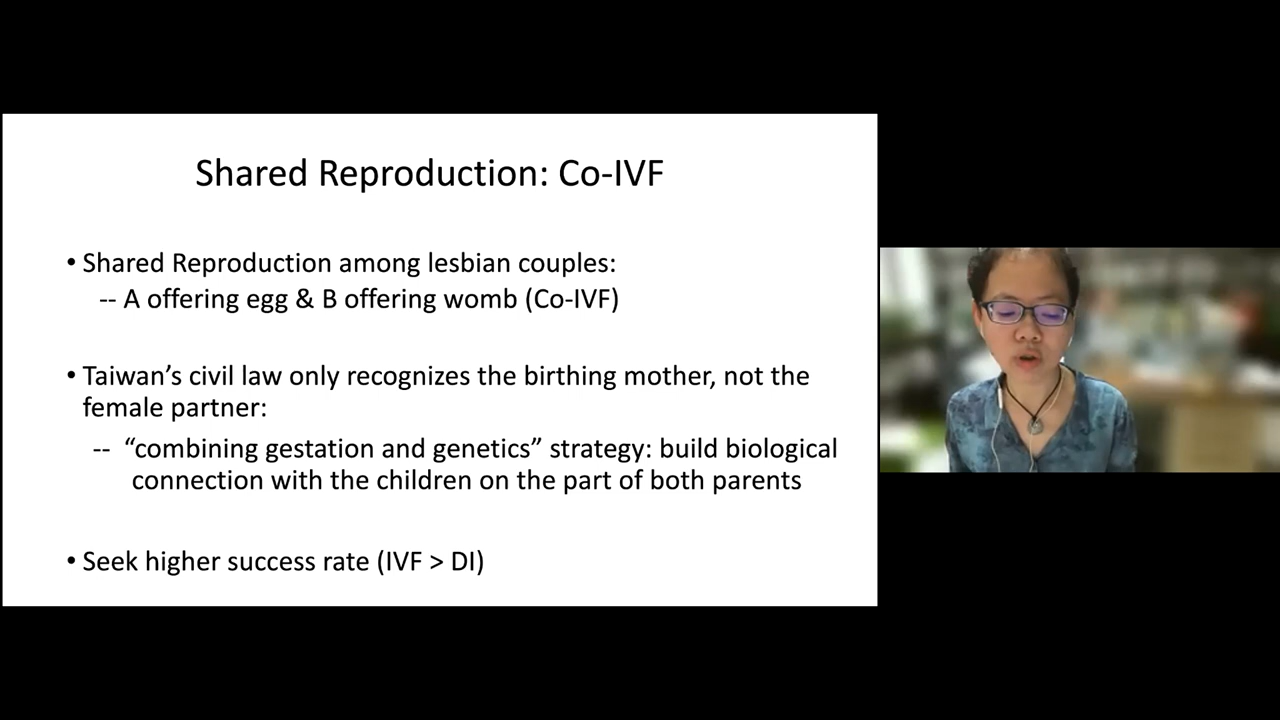 Shared Reproduction: Co-IVF
• Shared Reproduction among lesbian couples:
-- A offering egg & B offering womb (Co-IVF)
• Taiwan’s civil law only recognizes the birthing mother, not the
female partner:
-- “combining gestation and genetics” strategy: build biological
connection with the children on the part of both parents
• Seek higher success rate (IVF > DI)